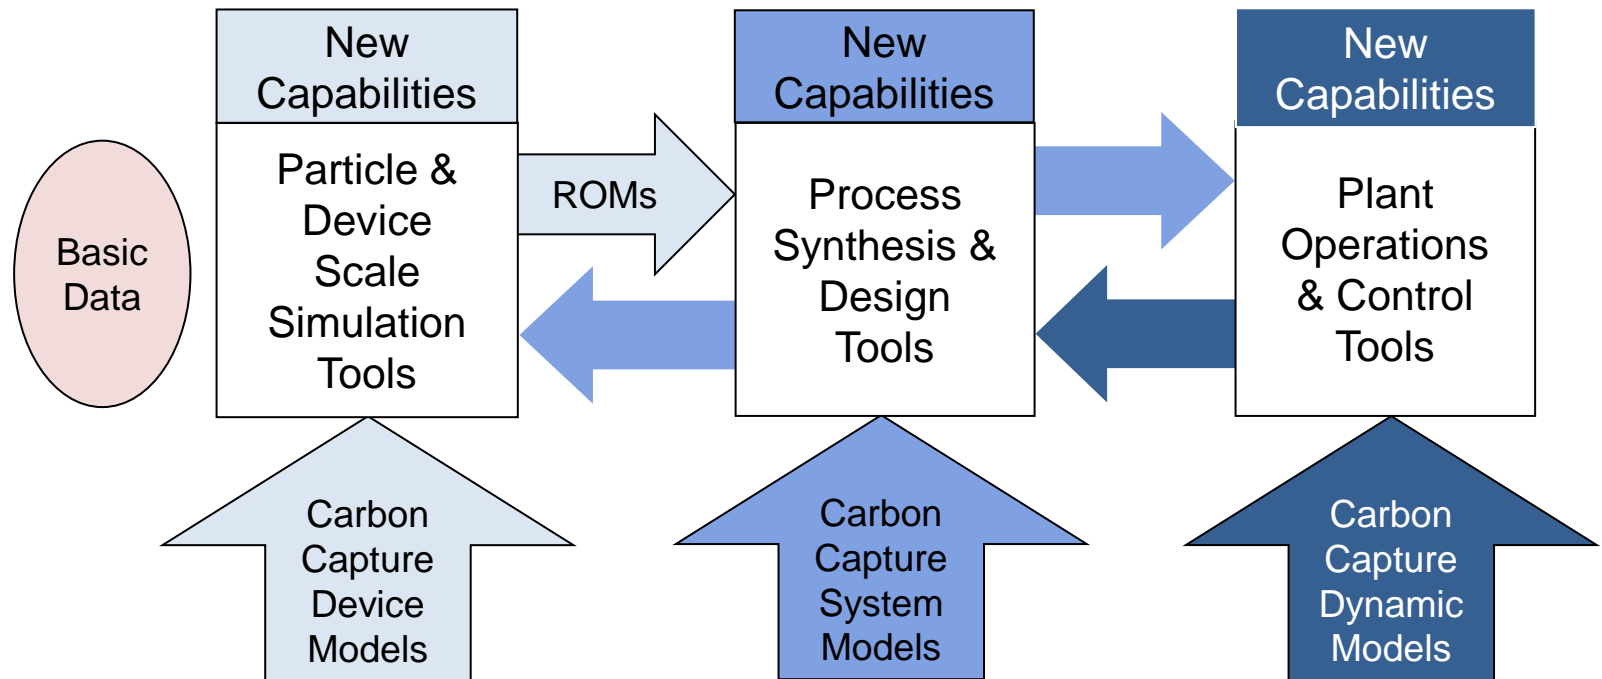 New
Capabilities
New
Capabilities
New
Capabilities
Basic
Data
Particle &
Device
Scale
Simulation
Tools
ROMs
Process
Synthesis &
Design
Tools
Plant
Operations
& Control
Tools
Carbon
Capture
Device
Models
Carbon
Capture
System
Models
Carbon
Capture
Dynamic
Models